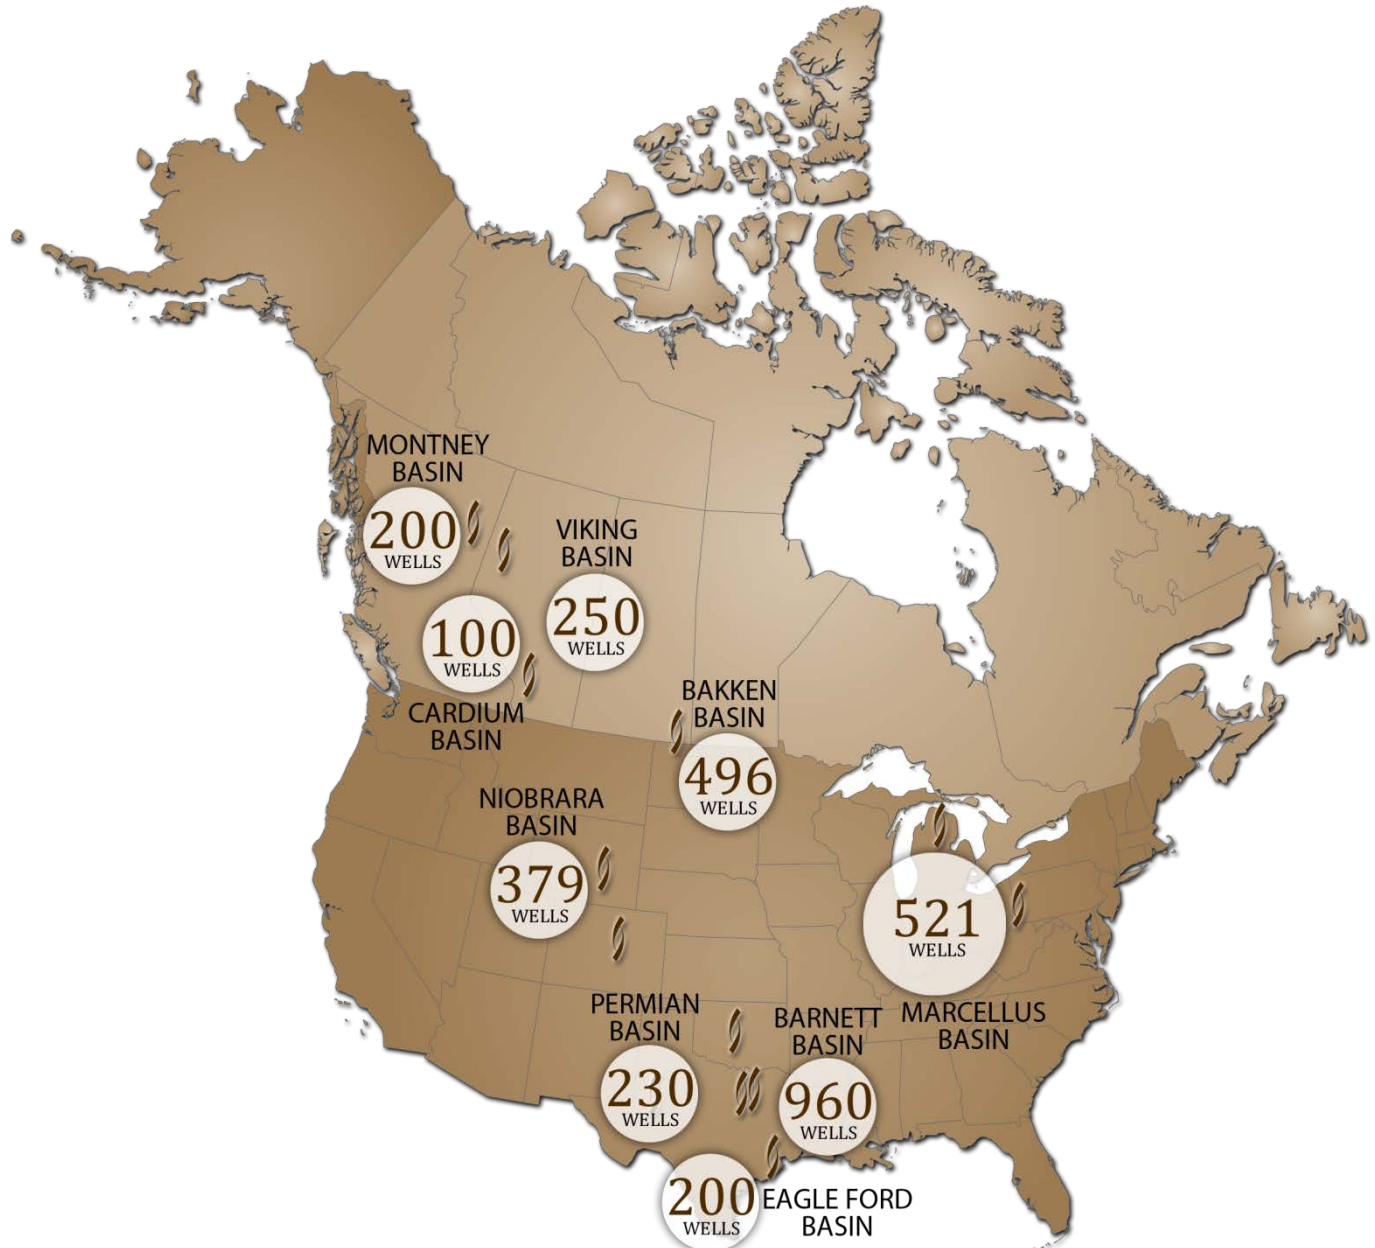 MONTNEY
BASIN
200
WELLS
VIKING
BASIN
250
WELLS
100
WELLS
CARDIUM
BASIN
BAKKEN
BASIN
496
WELLS
NIOBRARA
BASIN
379
WELLS
521
WELLS
MARCELLUS
BASIN
PERMIAN
BASIN
230
WELLS
BARNETT
BASIN
960
WELLS
200
WELLS
EAGLE FORD
BASIN